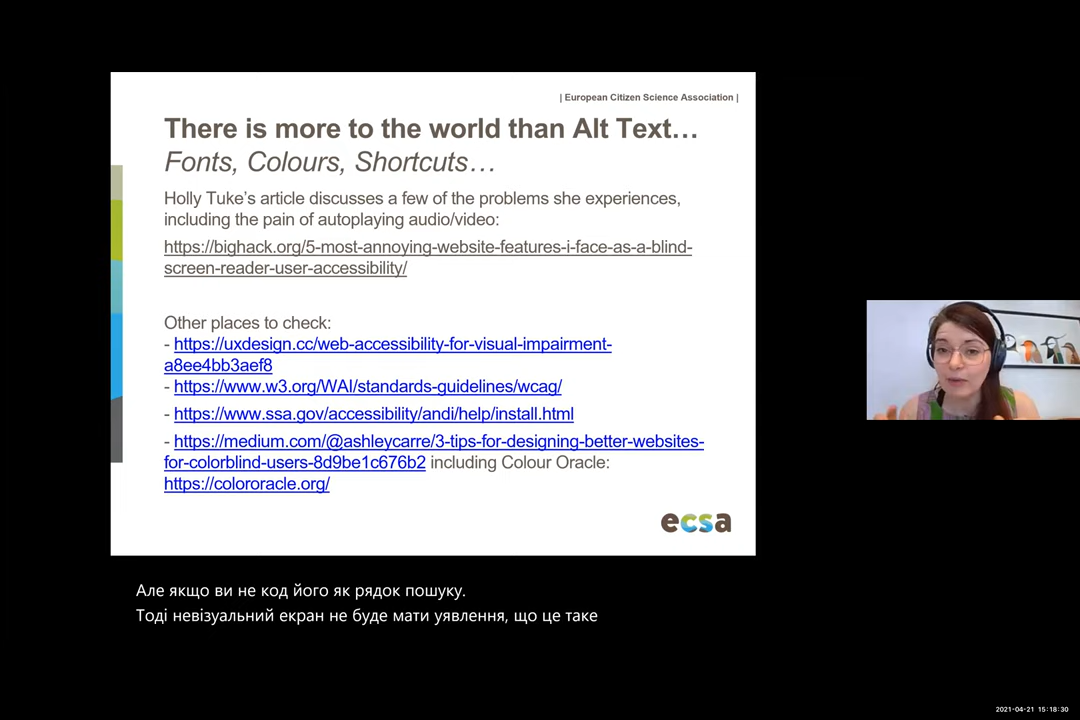 | European Citizen Science Association |
There is more to the world than Alt Text…
Fonts, Colours, Shortcuts…
Holly Tuke’s article discusses a few of the problems she experiences,
including the pain of autoplaying audio/video:
https://bighack.org/5-most-annoying-website-features-i-face-as-a-blind-
screen-reader-user-accessibility/
Other places to check:
- https://uxdesign.cc/web-accessibility-for-visual-impairment-
a8ee4bb3aef8
- https://www.w3.org/WAI/standards-guidelines/wcag/
- https://www.ssa.gov/accessibility/andi/help/install.html
- https://medium.com/@ashleycarre/3-tips-for-designing-better-websites-
for-colorblind-users-8d9be1c676b2 including Colour Oracle:
https://colororacle.org/
ecsa
Але якщо ви не код його як рядок пошуку.
Тоді невізуальний екран не буде мати уявлення, що це таке
2021-04-21 15:18:30